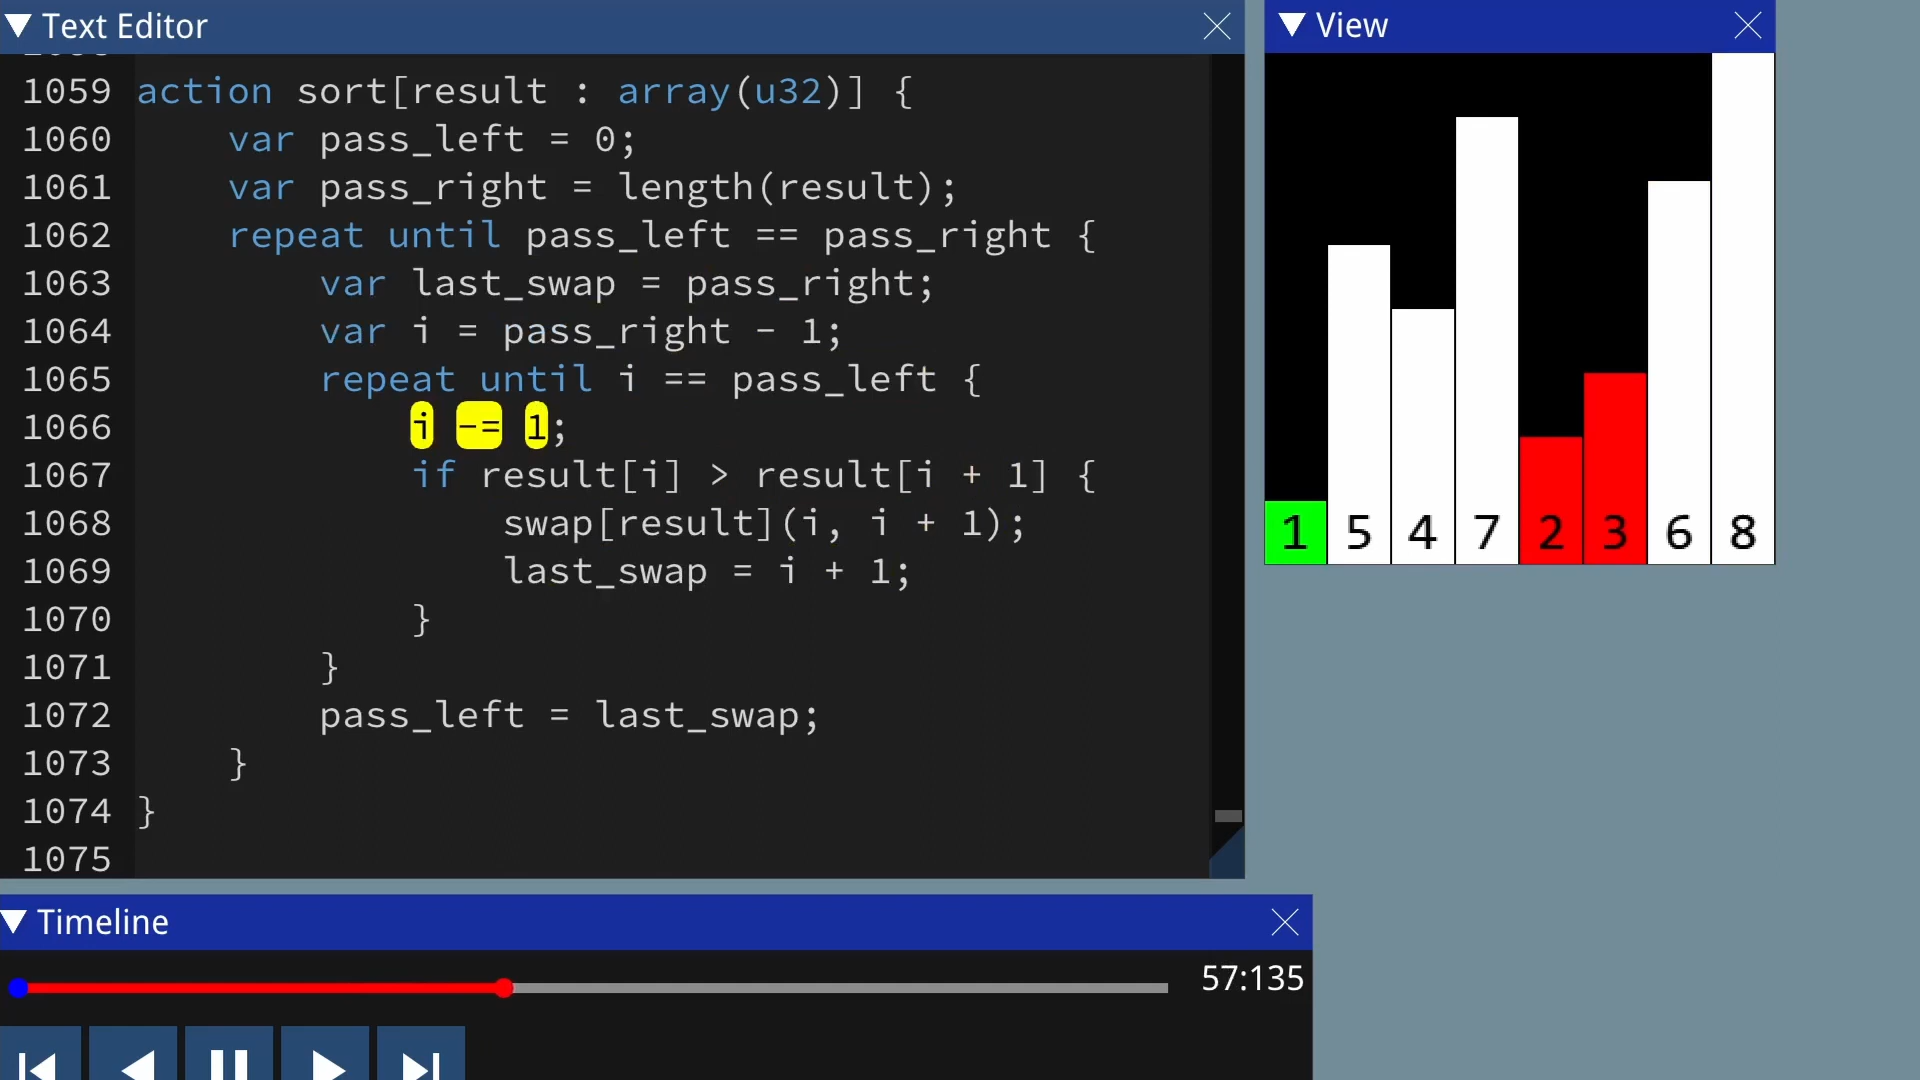 Text Editor
1059 action sort[result : array(u32)] {
1060 var pass_left = 0;
1061 var pass_right = length(result);
1062 repeat until pass_left == pass_right {
1063 var last_swap = pass_right;
1064 var i = pass_right - 1;
1065 repeat until i == pass_left {
1066 i -= 1;
1067 if result[i] > result[i + 1] {
1068 swap[result](i, i + 1);
1069 last_swap = i + 1;
1070 }
1071 }
1072 pass_left = last_swap;
1073 }
1074 }
1075
View
1 5 4 7 2 3 6 8
Timeline
57:135